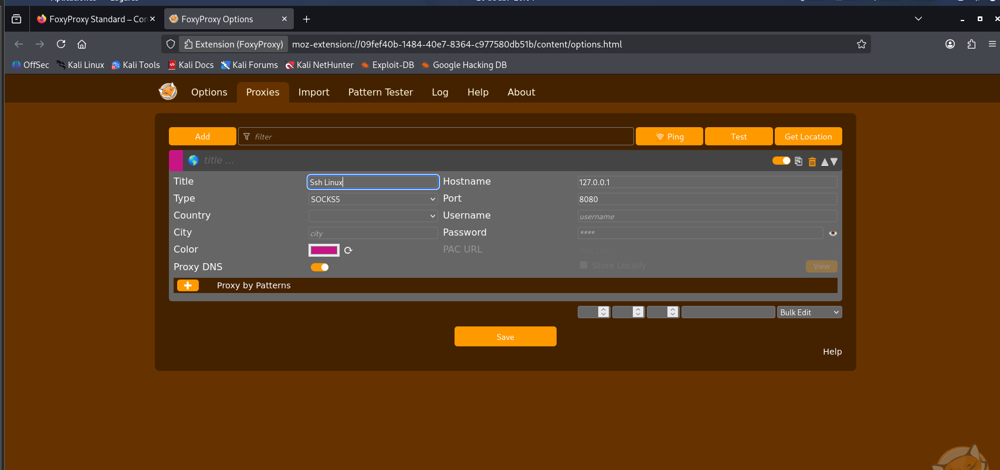 FoxyProxy Standard – Con
FoxyProxy Options
Extension (FoxyProxy) moz-extension://09fef40b-1484-40e7-8364-c977580db51b/content/options.html
OffSec Kali Linux Kali Tools Kali Docs Kali Forums Kali NetHunter Exploit-DB Google Hacking DB
Options Proxies Import Pattern Tester Log Help About
Add filter Ping Test Get Location
title ...
Title Ssh Linux Hostname 127.0.0.1
Type SOCKS5 Port 8080
Country Username username
City city Password ****
Color PAC URL PAC URL
Proxy DNS Store Locally View
Proxy by Patterns
Bulk Edit
Save
Help